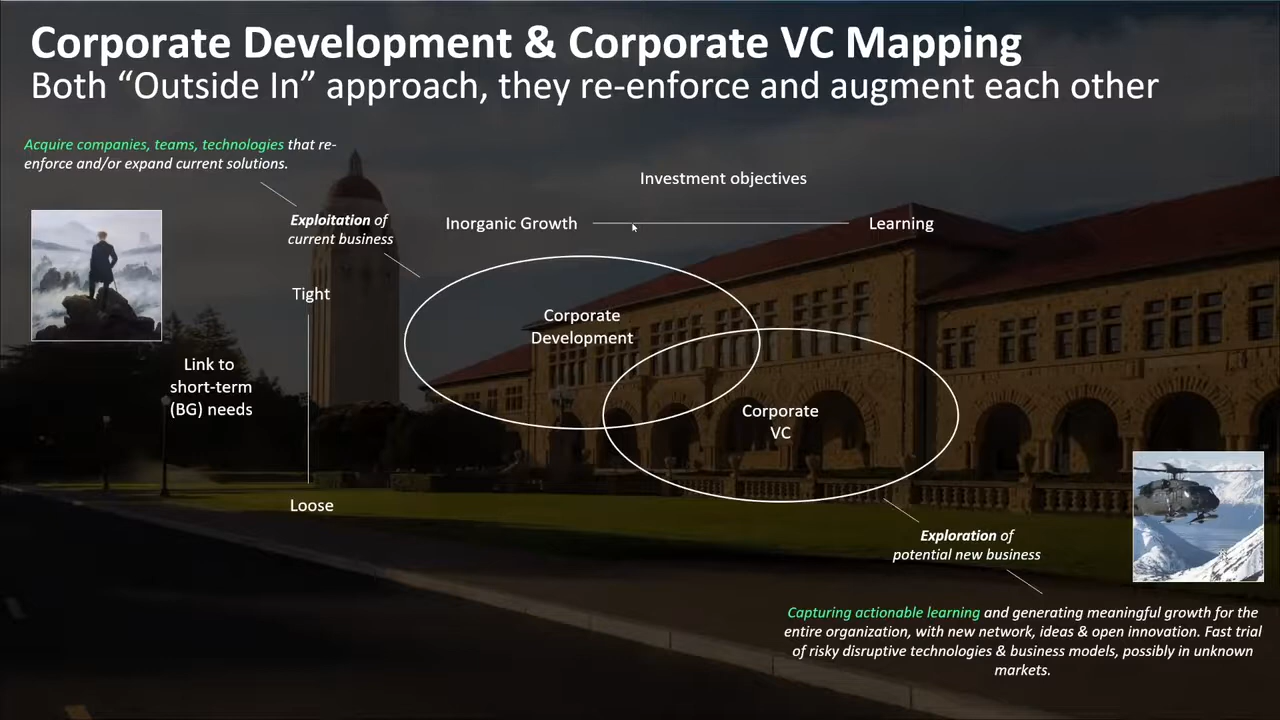 Corporate Development & Corporate VC Mapping
Both “Outside In” approach, they re-enforce and augment each other
Acquire companies, teams, technologies that re-
enforce and/or expand current solutions.
Investment objectives
Exploitation of
current business
Inorganic Growth
Learning
Tight
Corporate
Development
Link to
short-term
(BG) needs
Corporate
VC
Loose
Exploration of
potential new business
Capturing actionable learning and generating meaningful growth for the
entire organization, with new network, ideas & open innovation. Fast trial
of risky disruptive technologies & business models, possibly in unknown
markets.